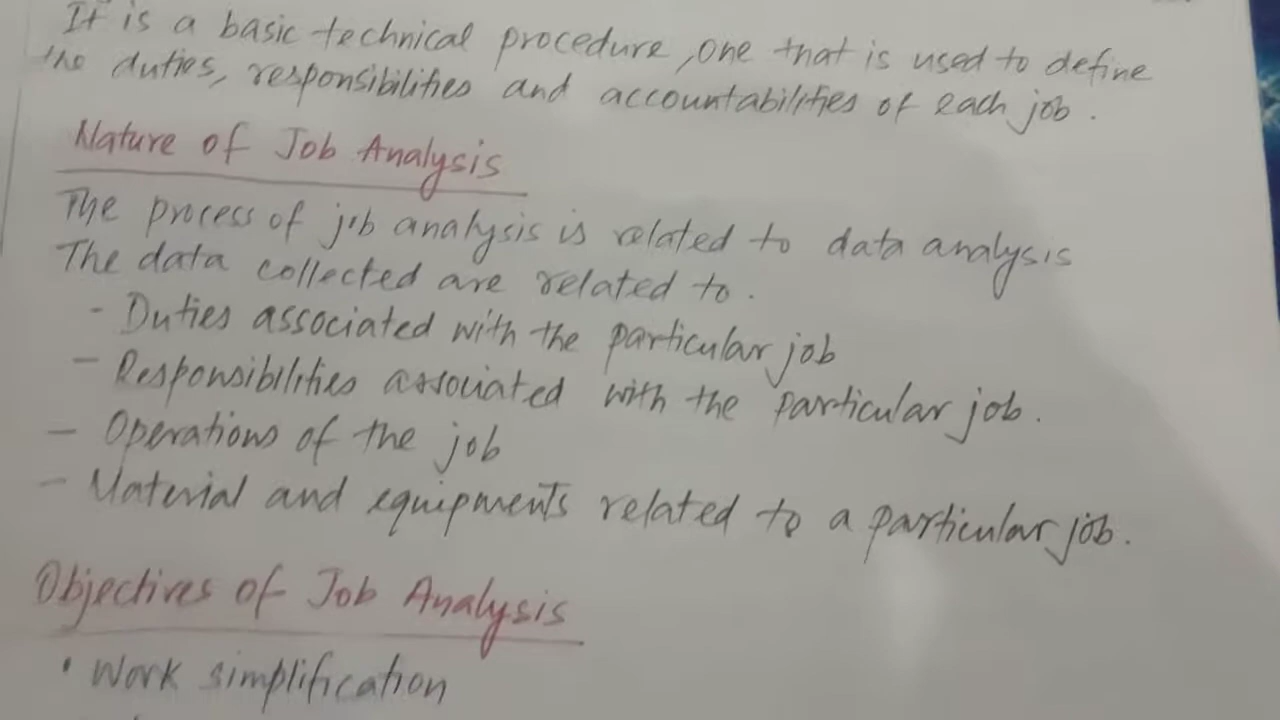 It is a basic technical procedure, one that is used to define
the duties, responsibilities and accountabilities of each job.
Nature of Job Analysis
The process of job analysis is related to data analysis
The data collected are related to.
- Duties associated with the particular job
- Responsibilities associated with the particular job.
- Operations of the job
- Material and equipments related to a particular job.
Objectives of Job Analysis
• Work simplification